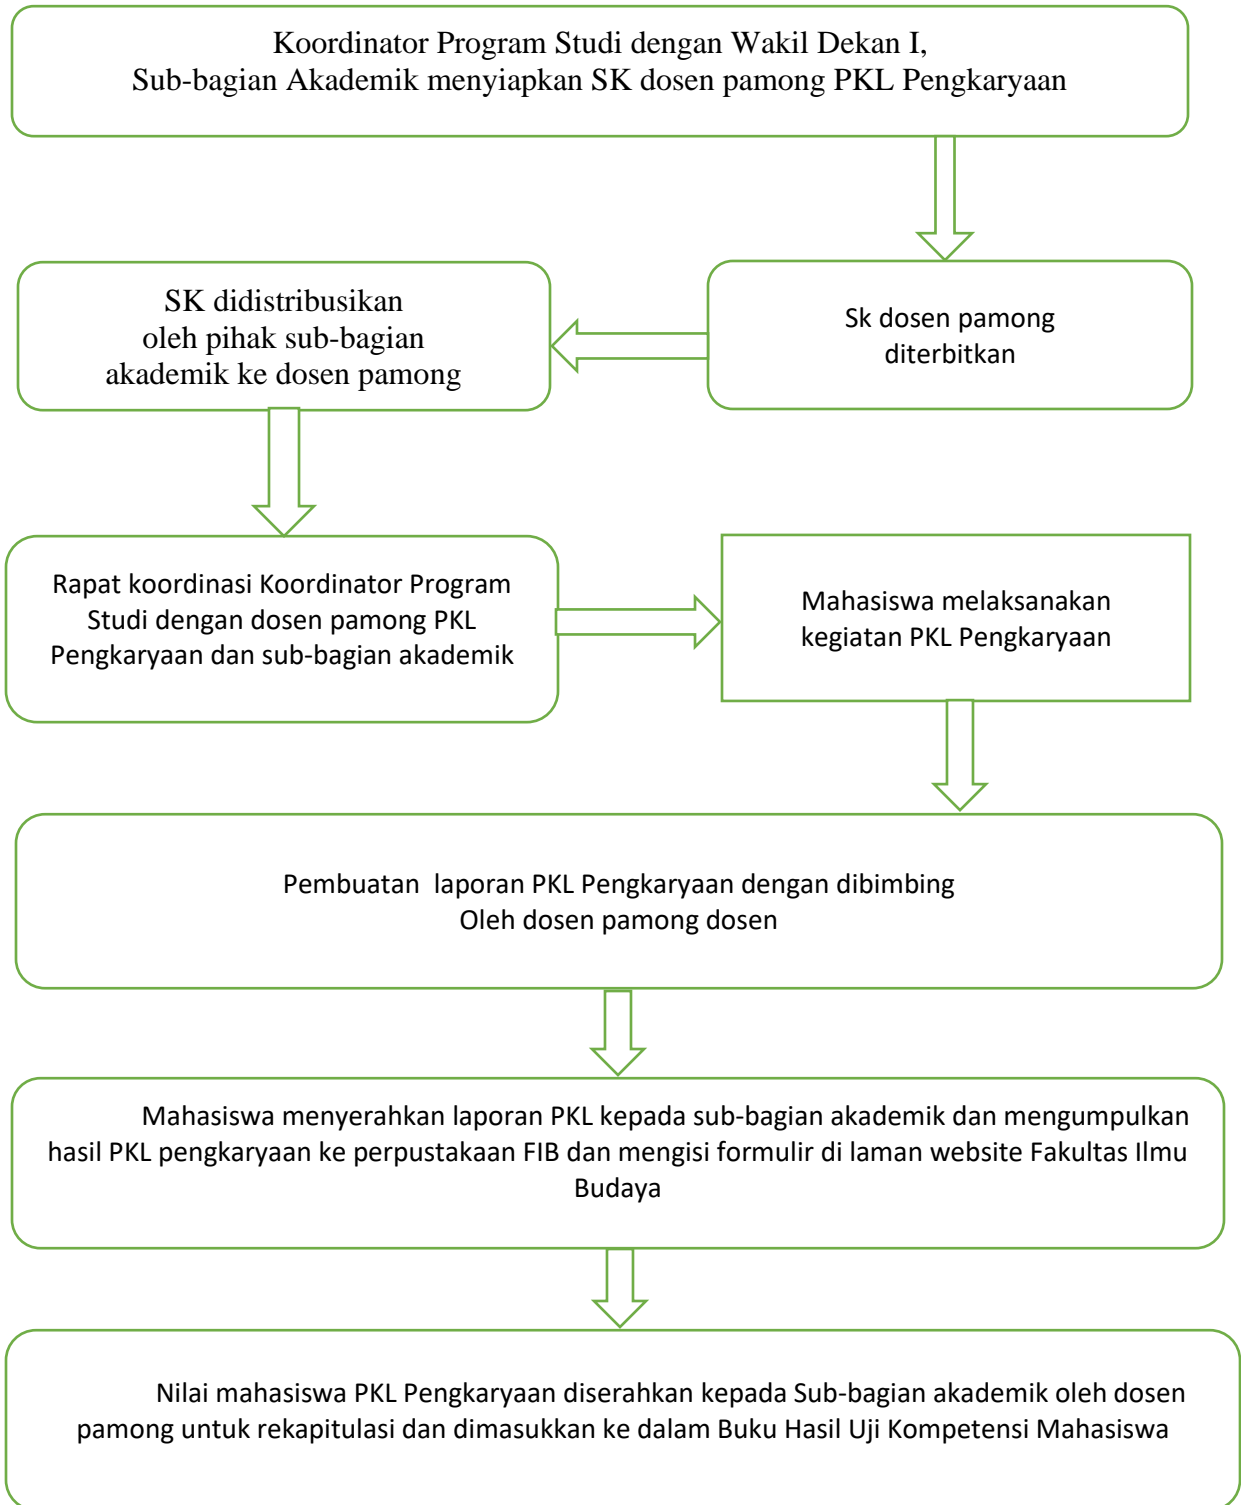 Koordinator Program Studi dengan Wakil Dekan I,
Sub-bagian Akademik menyiapkan SK dosen pamong PKL Pengkaryaan
Sk dosen pamong
diterbitkan
SK didistribusikan
oleh pihak sub-bagian
akademik ke dosen pamong
Rapat koordinasi Koordinator Program
Studi dengan dosen pamong PKL
Pengkaryaan dan sub-bagian akademik
Mahasiswa melaksanakan
kegiatan PKL Pengkaryaan
Pembuatan laporan PKL Pengkaryaan dengan dibimbing
Oleh dosen pamong dosen
Mahasiswa menyerahkan laporan PKL kepada sub-bagian akademik dan mengumpulkan
hasil PKL pengkaryaan ke perpustakaan FIB dan mengisi formulir di laman website Fakultas Ilmu
Budaya
Nilai mahasiswa PKL Pengkaryaan diserahkan kepada Sub-bagian akademik oleh dosen
pamong untuk rekapitulasi dan dimasukkan ke dalam Buku Hasil Uji Kompetensi Mahasiswa